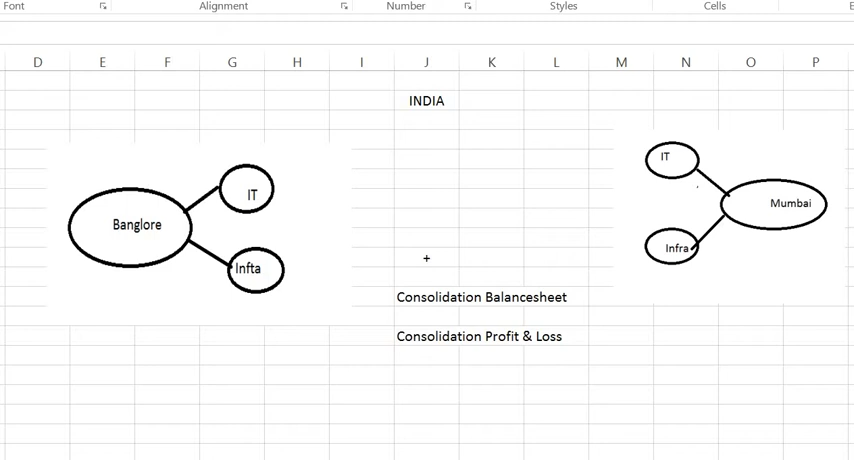 Font Alignment Number Styles Cells E
D E F G H I J K L M N O P
INDIA
IT
Banglore
Infta
IT
Mumbai
Infra
+
Consolidation Balancesheet
Consolidation Profit & Loss